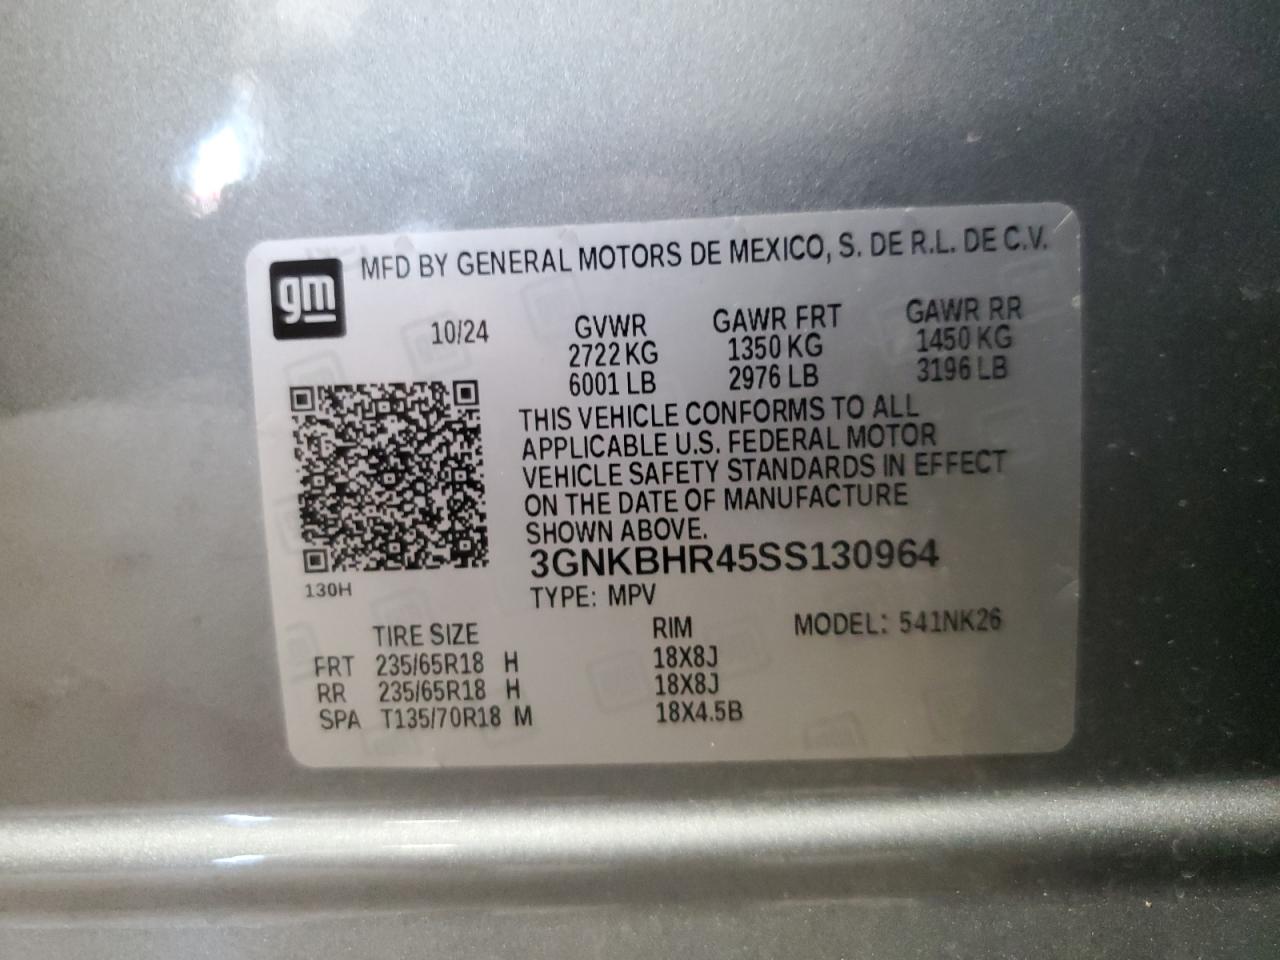 gm
MFD BY GENERAL MOTORS DE MEXICO, S. DE R.L. DE C.V.
10/24 GVWR GAWR FRT GAWR RR
2722 KG 1350 KG 1450 KG
6001 LB 2976 LB 3196 LB
THIS VEHICLE CONFORMS TO ALL
APPLICABLE U.S. FEDERAL MOTOR
VEHICLE SAFETY STANDARDS IN EFFECT
ON THE DATE OF MANUFACTURE
SHOWN ABOVE.
3GNKBHR45SS130964
130H
TYPE: MPV
TIRE SIZE RIM MODEL: 541NK26
FRT 235/65R18 H 18X8J
RR 235/65R18 H 18X8J
SPA T135/70R18 M 18X4.5B